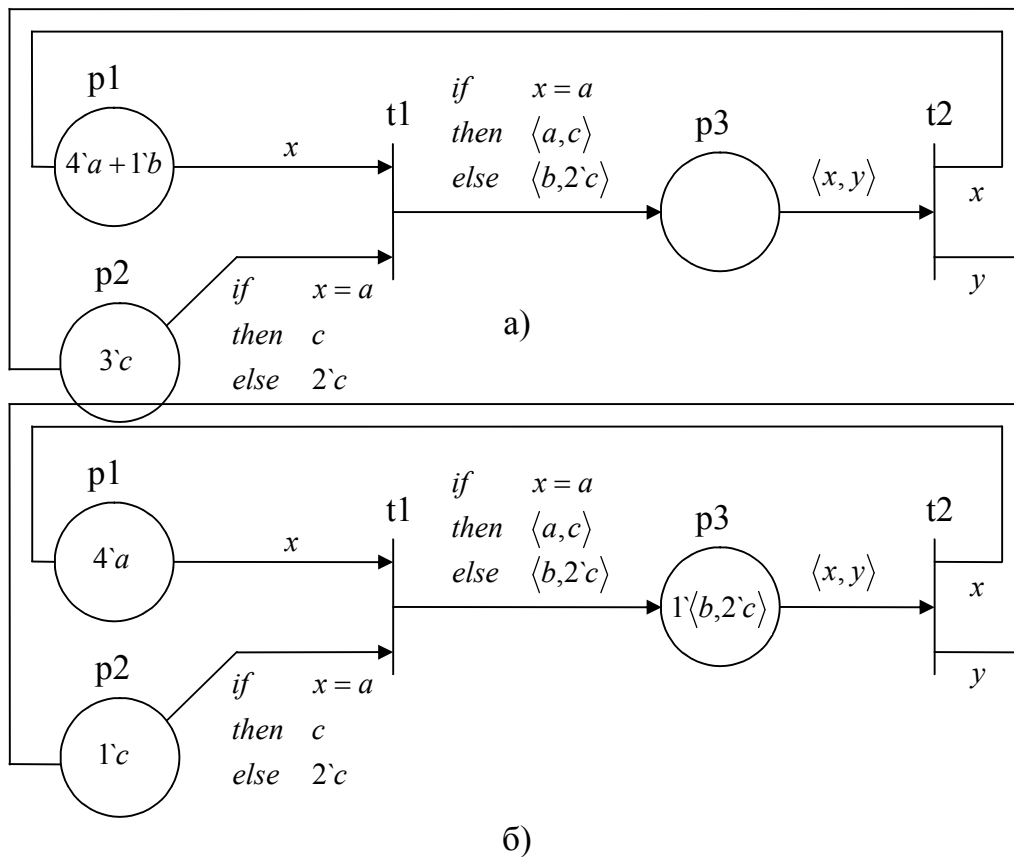 p1
4`a + 1`b
x
t1
if x = a
then ⟨a, c⟩
else ⟨b, 2`c⟩
p3
⟨x, y⟩
t2
x
y
p2
3`c
if x = a
then c
else 2`c
а)
p1
4`a
x
t1
if x = a
then ⟨a, c⟩
else ⟨b, 2`c⟩
p3
1`⟨b, 2`c⟩
⟨x, y⟩
t2
x
y
p2
1`c
if x = a
then c
else 2`c
б)